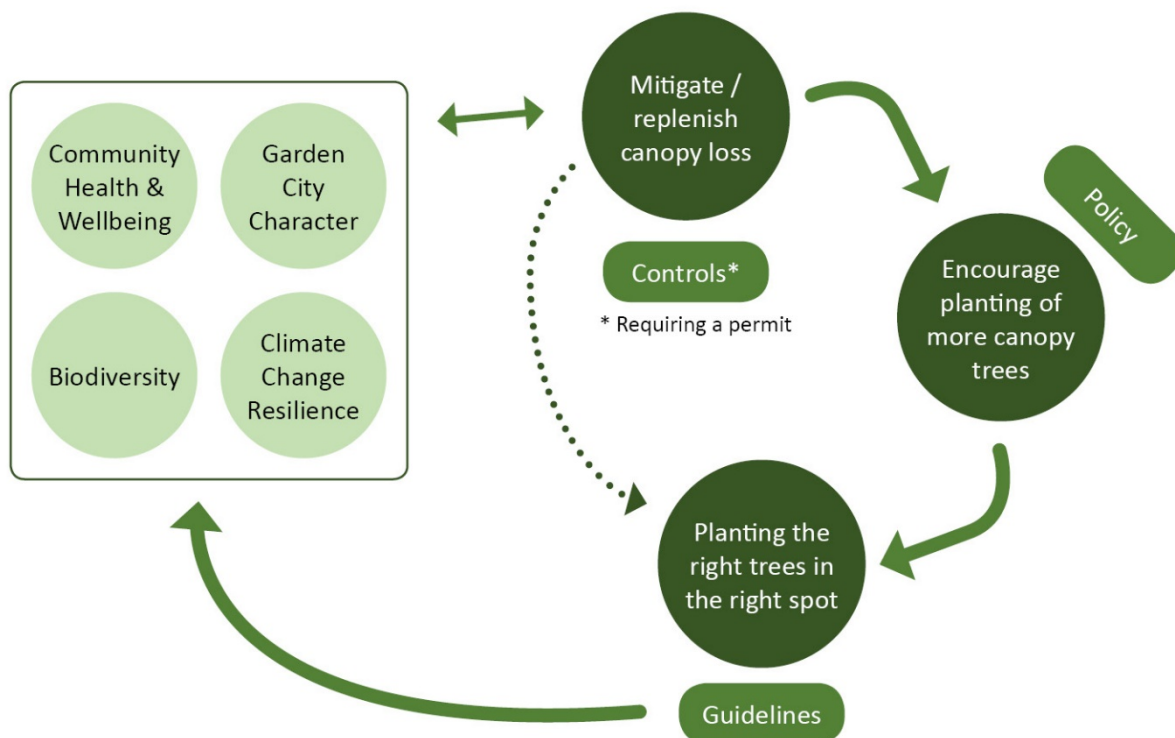 Community
Health &
Wellbeing
Garden
City
Character
Biodiversity
Climate
Change
Resilience
Mitigate /
replenish
canopy loss
Controls*
* Requiring a permit
Policy
Encourage
planting of
more canopy
trees
Planting the
right trees in
the right spot
Guidelines